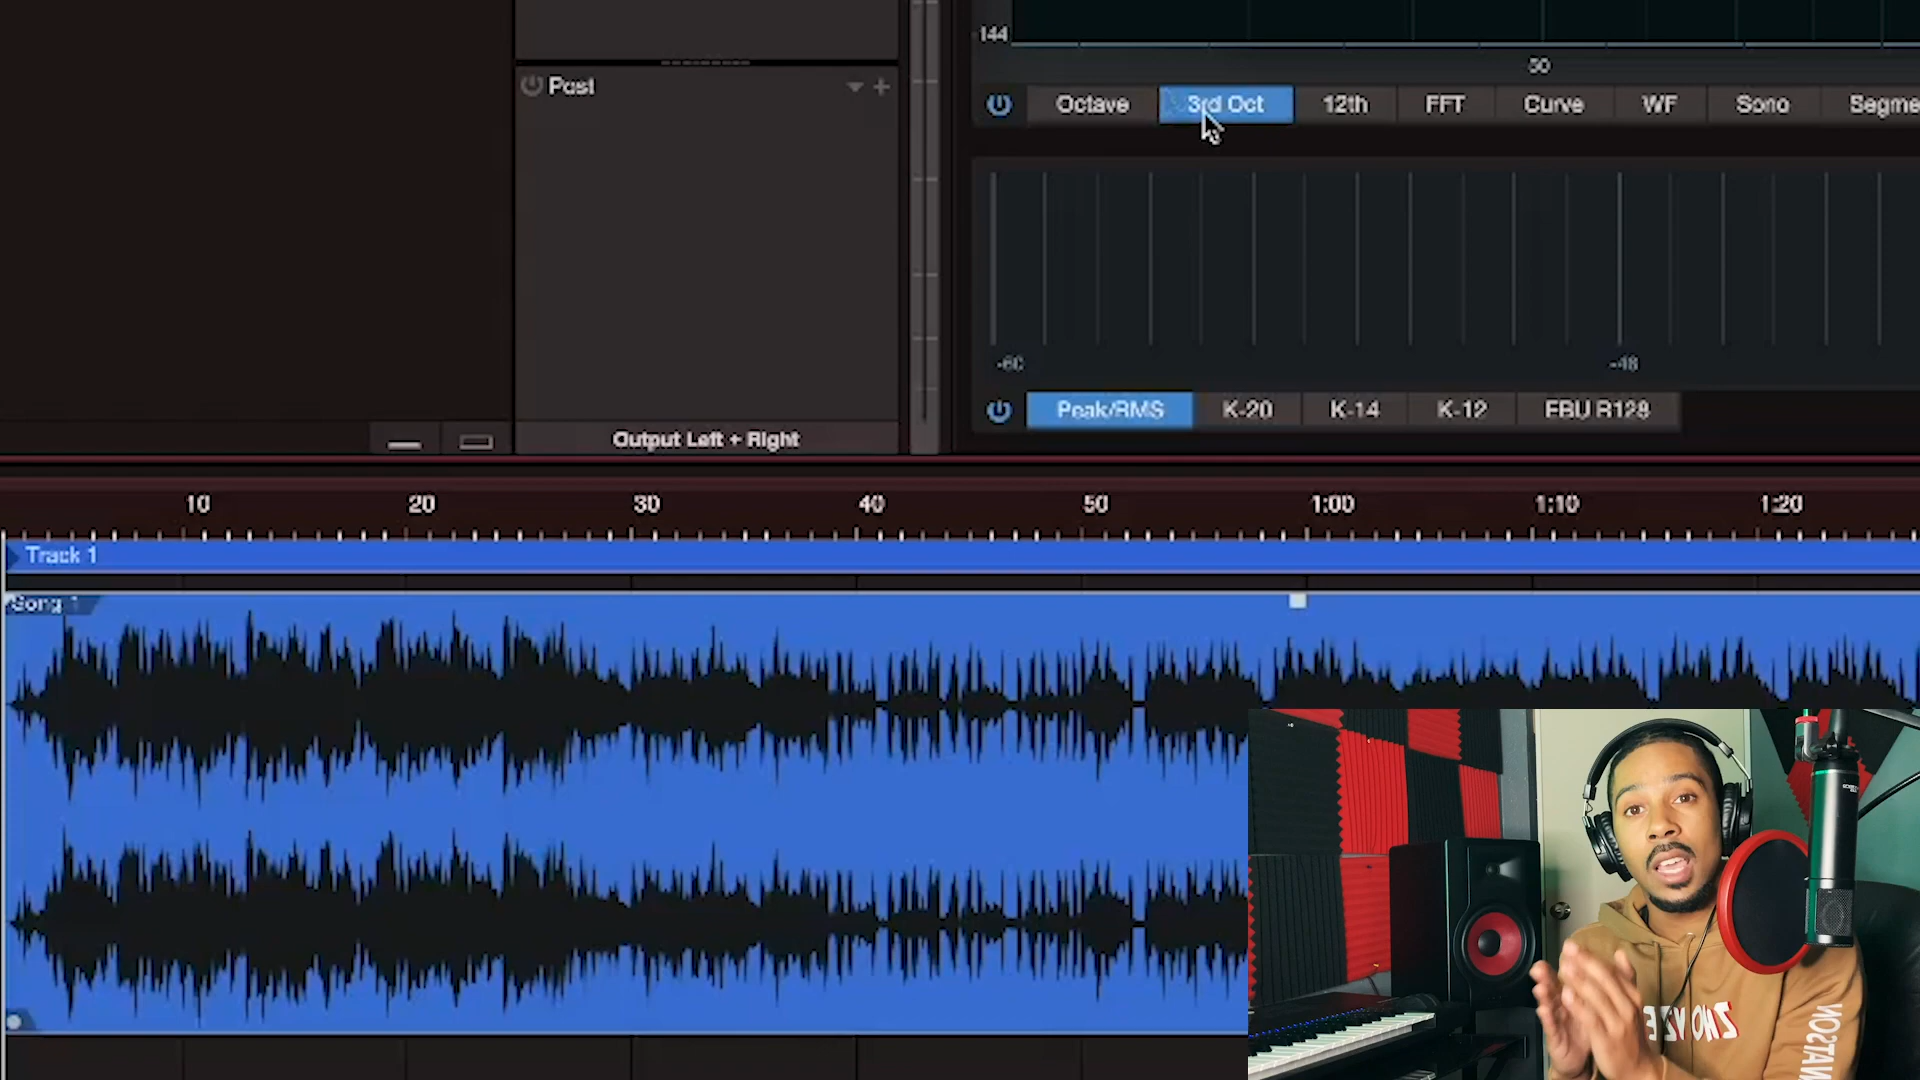 -144
50
Post
Octave
3rd Oct
12th
FFT
Curve
WF
Sono
Segme
-60
-48
Peak/RMS
K-20
K-14
K-12
EBU R128
Output Left + Right
10
20
30
40
50
1:00
1:10
1:20
Track 1
Song 1